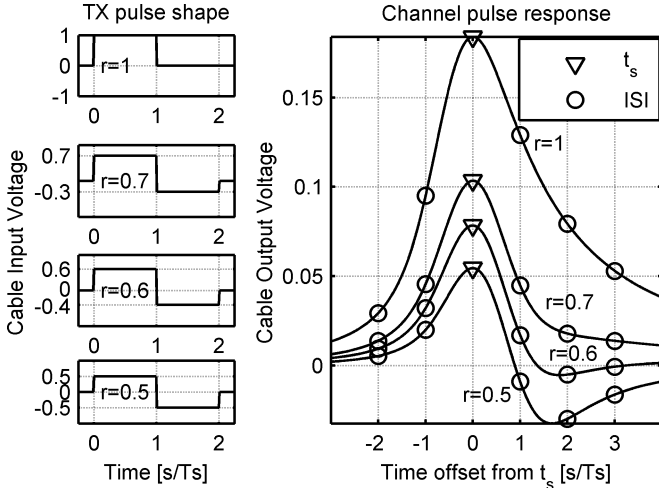 TX pulse shape
1
0
-1
r=1
0
1
2
0.7
-0.3
r=0.7
0
1
2
0.6
0
-0.4
r=0.6
0
1
2
0.5
0
-0.5
r=0.5
0
1
2
Cable Input Voltage
Time [s/Ts]
Channel pulse response
0.15
0.1
0.05
0
Cable Output Voltage
ts
ISI
r=1
r=0.7
r=0.6
r=0.5
-2
-1
0
1
2
3
Time offset from ts [s/Ts]